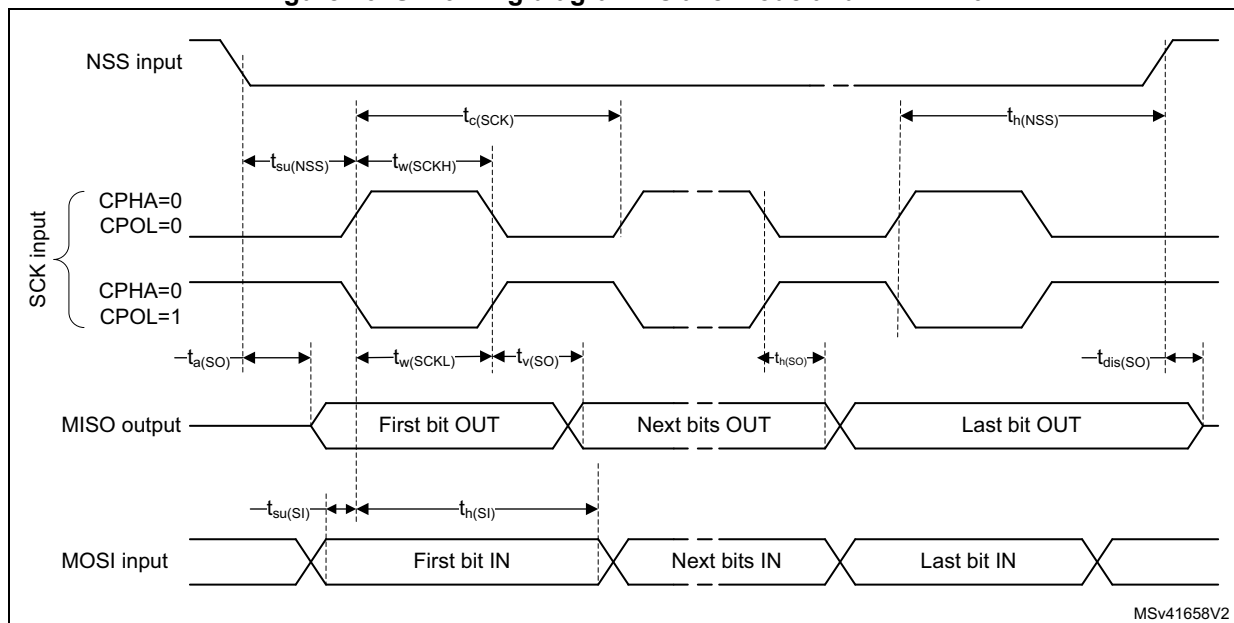 NSS input
tc(SCK)
th(NSS)
tsu(NSS)
tw(SCKH)
SCK input
CPHA=0
CPOL=0
CPHA=0
CPOL=1
ta(SO)
tw(SCKL)
tv(SO)
th(SO)
tdis(SO)
MISO output
First bit OUT
Next bits OUT
Last bit OUT
tsu(SI)
th(SI)
MOSI input
First bit IN
Next bits IN
Last bit IN
MSv41658V2